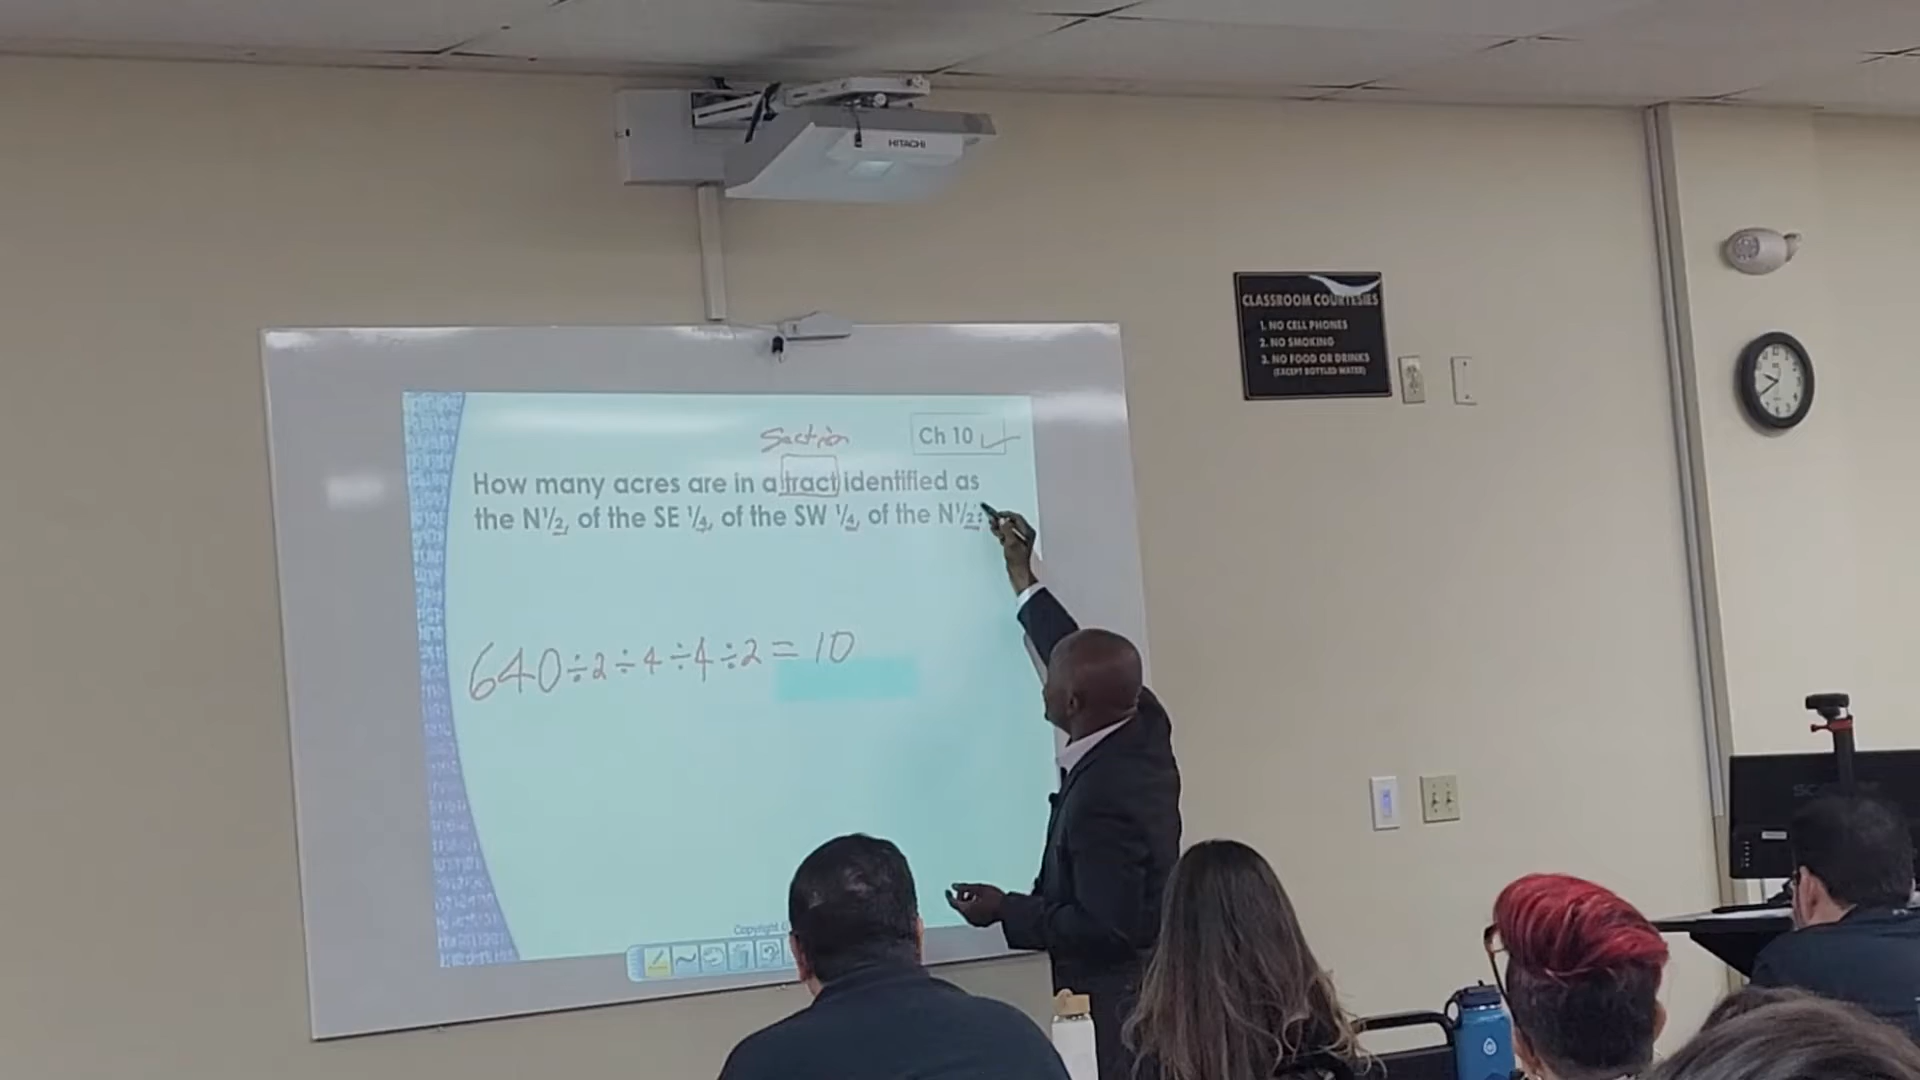 HITACHI
CLASSROOM COURTESIES
1. NO CELL PHONES
2. NO SMOKING
3. NO FOOD OR DRINKS
(EXCEPT BOTTLED WATER)
Section
Ch 10
How many acres are in a tract identified as
the N½, of the SE ¼, of the SW ¼, of the N½?
640÷2÷4÷4÷2=10
Copyright